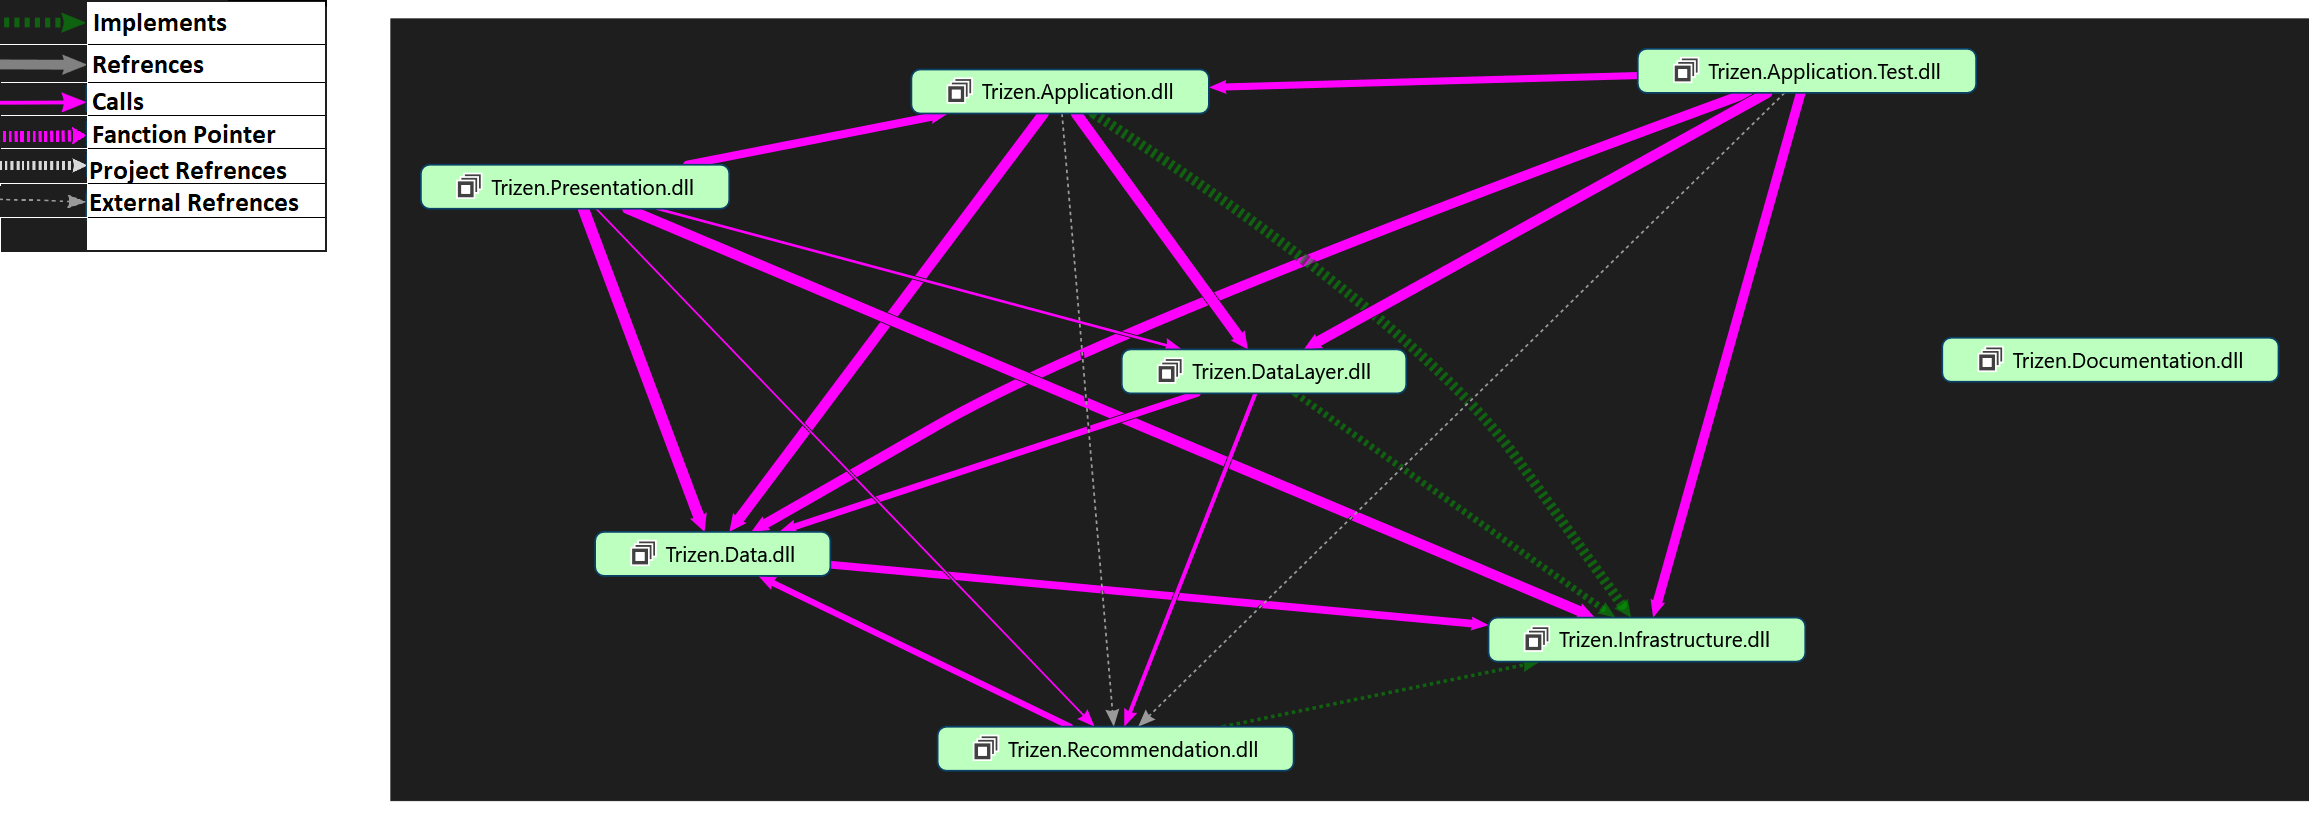 Implements
Refrences
Calls
Fanction Pointer
Project Refrences
External Refrences
Trizen.Application.Test.dll
Trizen.Application.dll
Trizen.Presentation.dll
Trizen.Documentation.dll
Trizen.DataLayer.dll
Trizen.Data.dll
Trizen.Infrastructure.dll
Trizen.Recommendation.dll